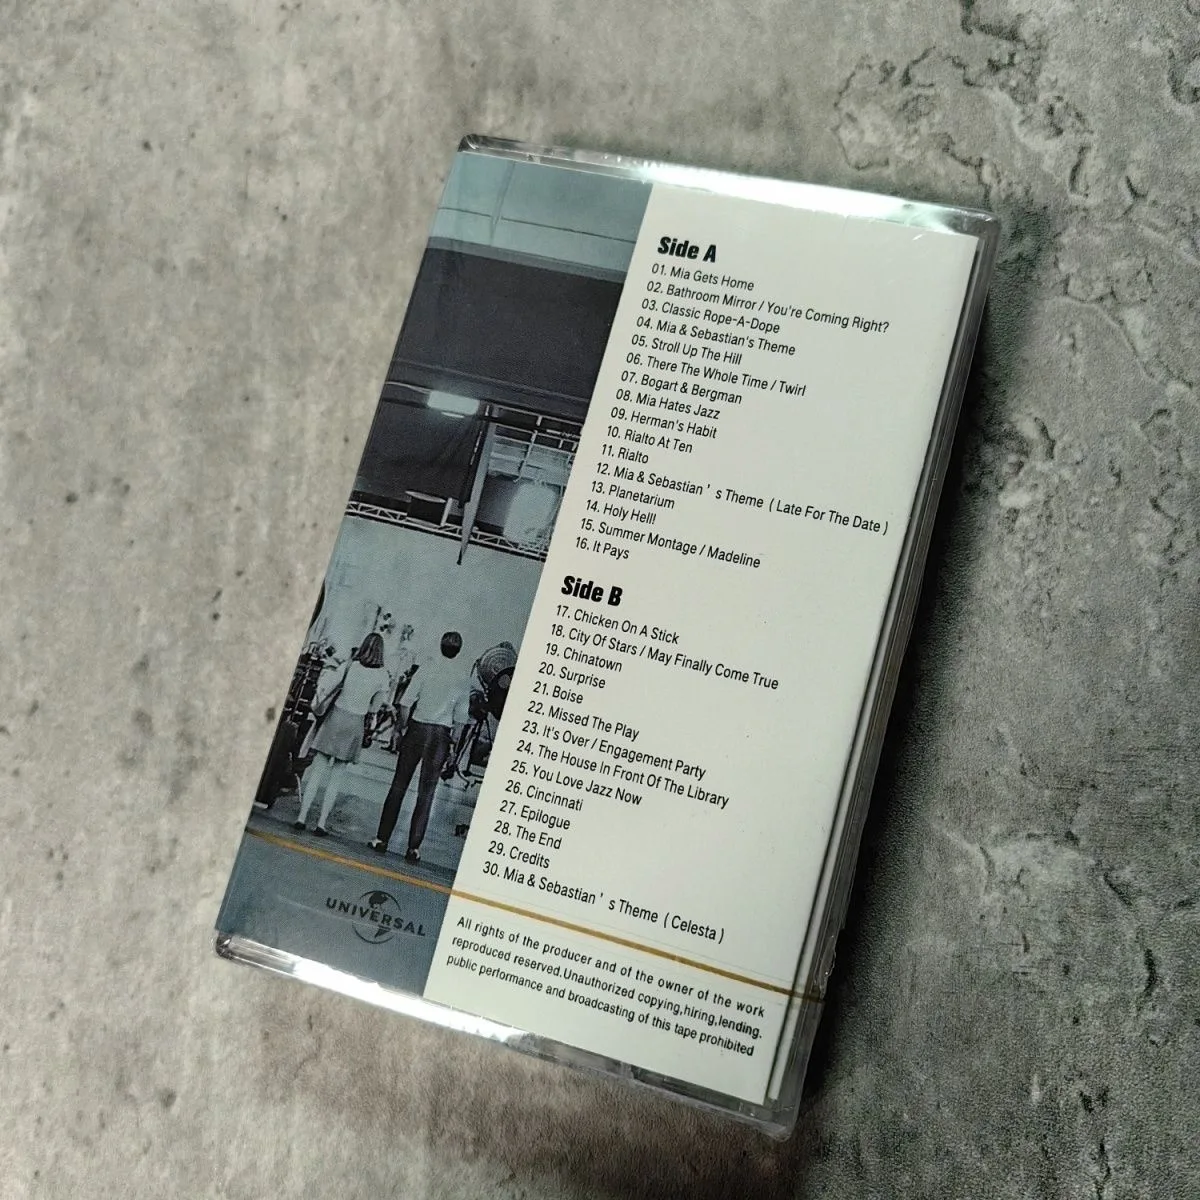 Side A
01. Mia Gets Home
02. Bathroom Mirror / You're Coming Right?
03. Classic Rope-A-Dope
04. Mia & Sebastian's Theme
05. Stroll Up The Hill
06. There The Whole Time / Twirl
07. Bogart & Bergman
08. Mia Hates Jazz
09. Herman's Habit
10. Rialto At Ten
11. Rialto
12. Mia & Sebastian ' s Theme ( Late For The Date )
13. Planetarium
14. Holy Hell!
15. Summer Montage / Madeline
16. It Pays
Side B
17. Chicken On A Stick
18. City Of Stars / May Finally Come True
19. Chinatown
20. Surprise
21. Boise
22. Missed The Play
23. It's Over / Engagement Party
24. The House In Front Of The Library
25. You Love Jazz Now
26. Cincinnati
27. Epilogue
28. The End
29. Credits
30. Mia & Sebastian ' s Theme ( Celesta )
UNIVERSAL
All rights of the producer and of the owner of the work
reproduced reserved.Unauthorized copying,hiring,lending.
public performance and broadcasting of this tape prohibited